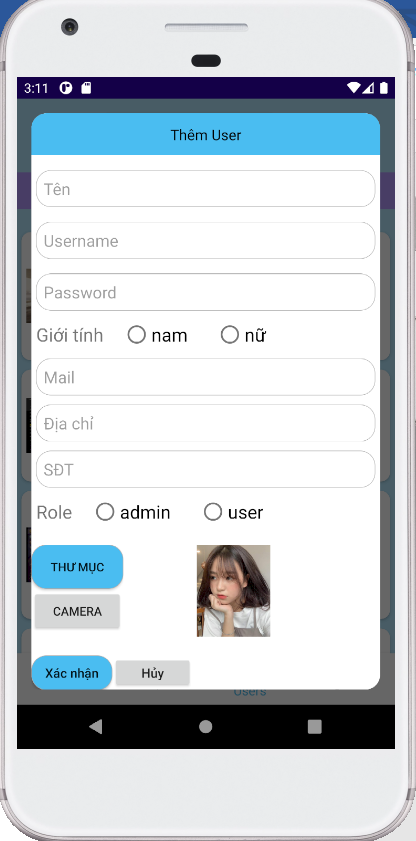 3:11
Thêm User
Tên
Username
Password
Giới tính nam nữ
Mail
Địa chỉ
SĐT
Role admin user
THƯ MỤC
CAMERA
Xác nhận Hủy
Users